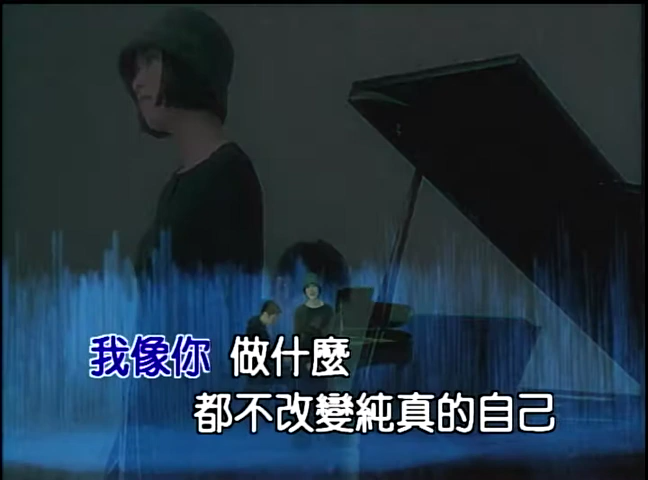 我像你 做什麼
都不改變純真的自己